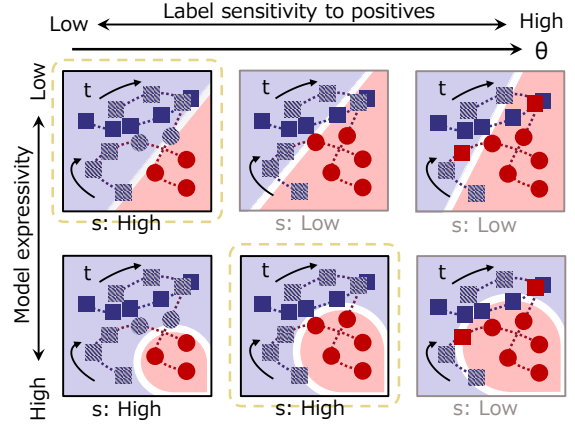 Label sensitivity to positives
Low
High
θ
Low
Model expressivity
High
t
t
t
s: High
s: Low
s: Low
t
t
t
s: High
s: High
s: Low